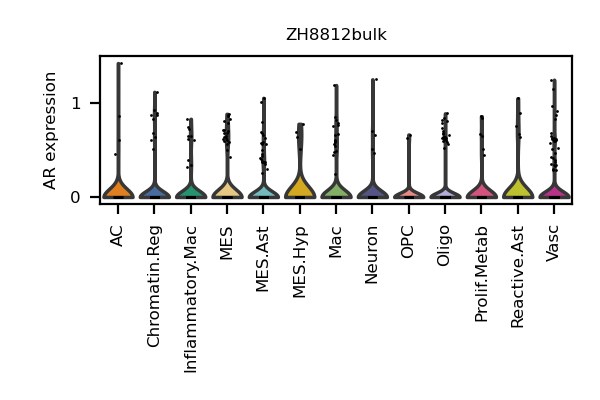 ZH8812bulk
AR expression
1
0
AC
Chromatin.Reg
Inflammatory.Mac
MES
MES.Ast
MES.Hyp
Mac
Neuron
OPC
Oligo
Prolif.Metab
Reactive.Ast
Vasc